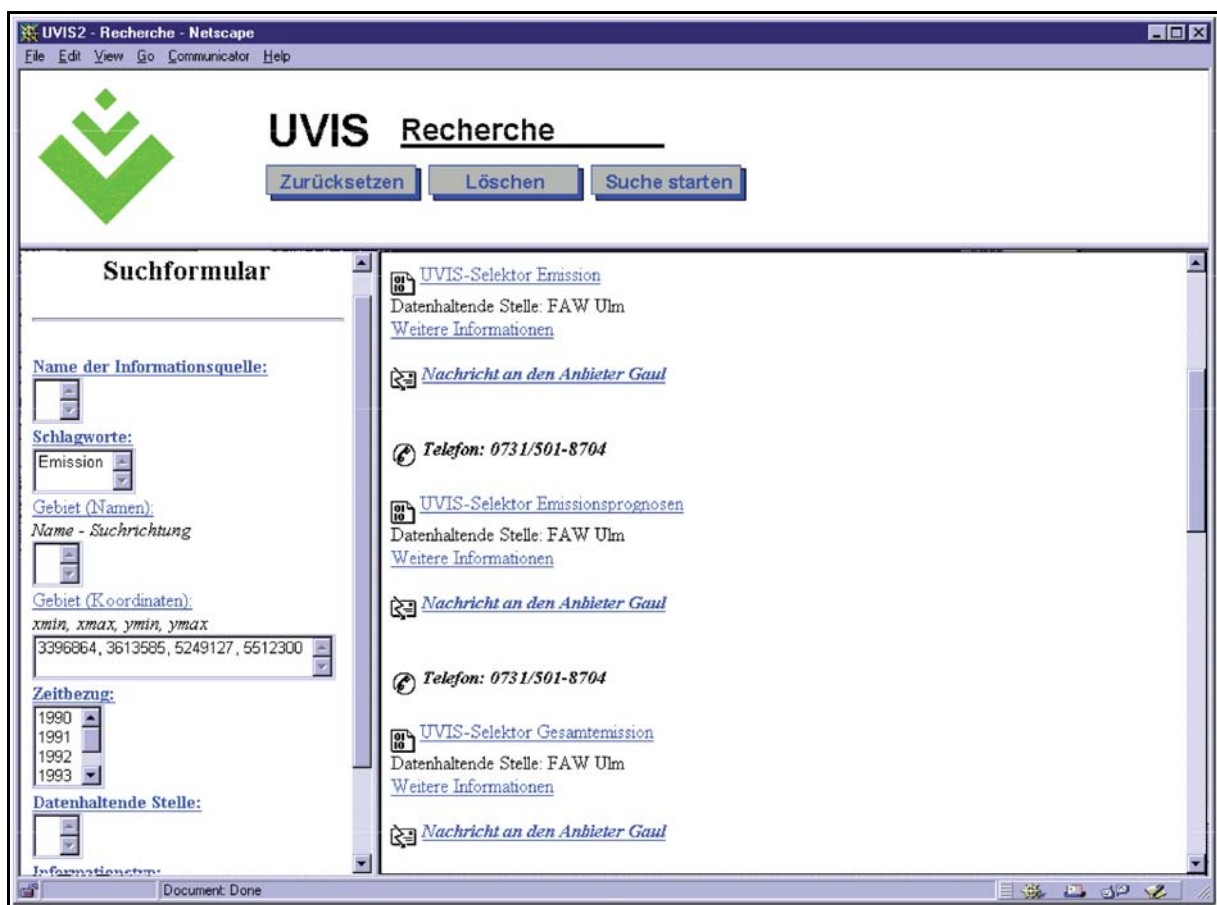 UVIS2 - Recherche - Netscape
File Edit View Go Communicator Help
UVIS Recherche
Zurücksetzen Löschen Suche starten
Suchformular
Name der Informationsquelle:
Schlagworte:
Emission
Gebiet (Namen):
Name - Suchrichtung
Gebiet (Koordinaten):
xmin, xmax, ymin, ymax
3396864, 3613585, 5249127, 5512300
Zeitbezug:
1990
1991
1992
1993
Datenhaltende Stelle:
Informationstyp:
UVIS-Selektor Emission
Datenhaltende Stelle: FAW Ulm
Weitere Informationen
Nachricht an den Anbieter Gaul
Telefon: 0731/501-8704
UVIS-Selektor Emissionsprognosen
Datenhaltende Stelle: FAW Ulm
Weitere Informationen
Nachricht an den Anbieter Gaul
Telefon: 0731/501-8704
UVIS-Selektor Gesamtemission
Datenhaltende Stelle: FAW Ulm
Weitere Informationen
Nachricht an den Anbieter Gaul
Document: Done